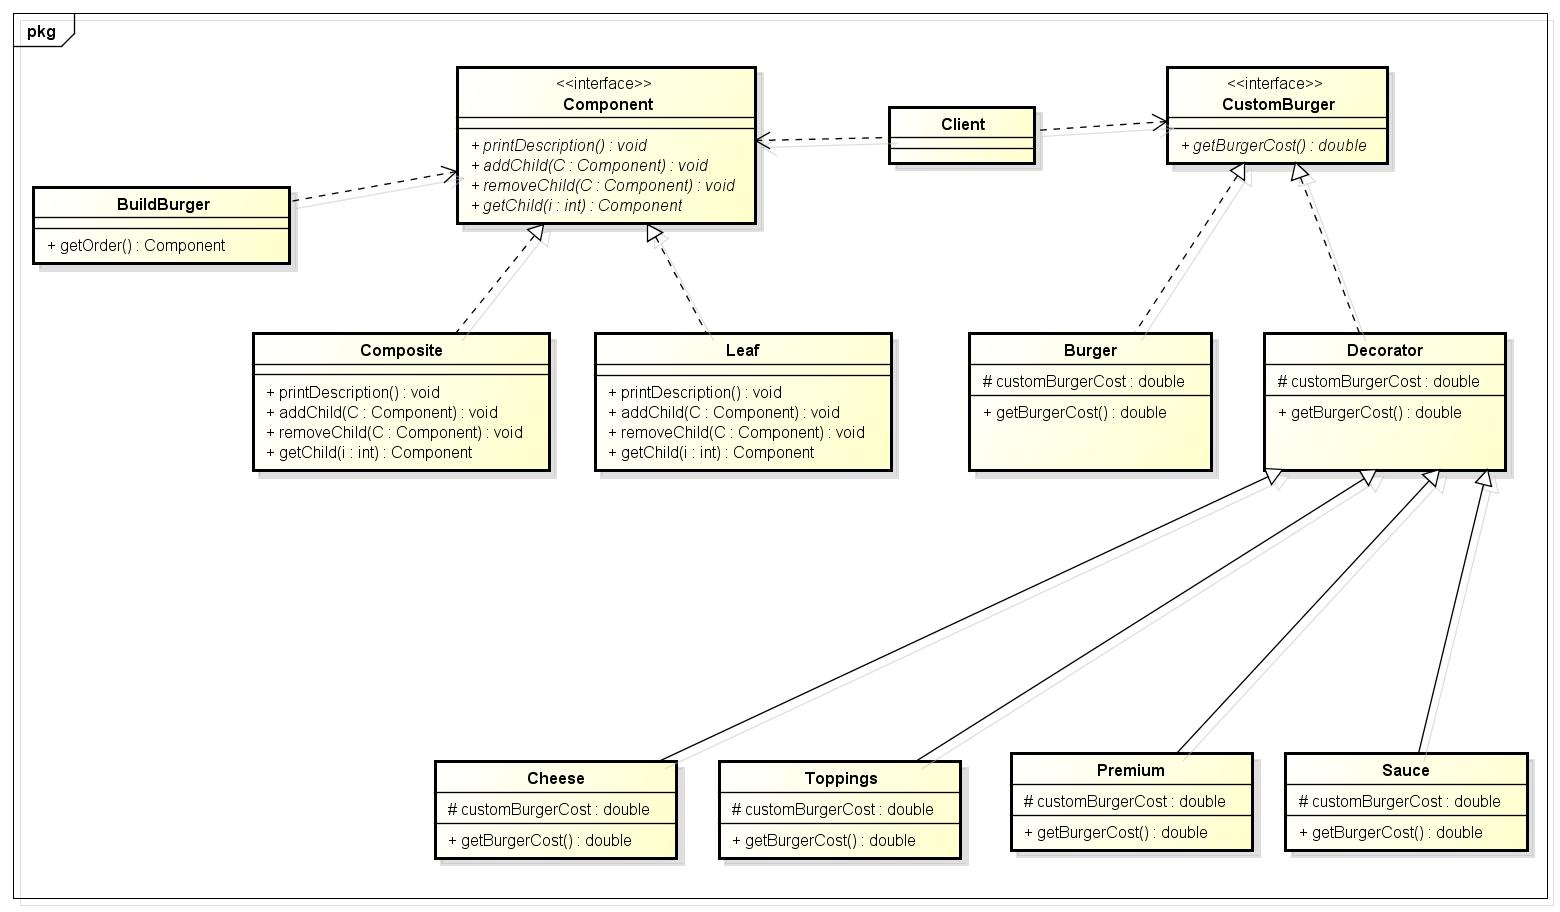 pkg
<<interface>>
Component
+ printDescription() : void
+ addChild(C : Component) : void
+ removeChild(C : Component) : void
+ getChild(i : int) : Component
Client
<<interface>>
CustomBurger
+ getBurgerCost() : double
BuildBurger
+ getOrder() : Component
Composite
+ printDescription() : void
+ addChild(C : Component) : void
+ removeChild(C : Component) : void
+ getChild(i : int) : Component
Leaf
+ printDescription() : void
+ addChild(C : Component) : void
+ removeChild(C : Component) : void
+ getChild(i : int) : Component
Burger
# customBurgerCost : double
+ getBurgerCost() : double
Decorator
# customBurgerCost : double
+ getBurgerCost() : double
Cheese
# customBurgerCost : double
+ getBurgerCost() : double
Toppings
# customBurgerCost : double
+ getBurgerCost() : double
Premium
# customBurgerCost : double
+ getBurgerCost() : double
Sauce
# customBurgerCost : double
+ getBurgerCost() : double